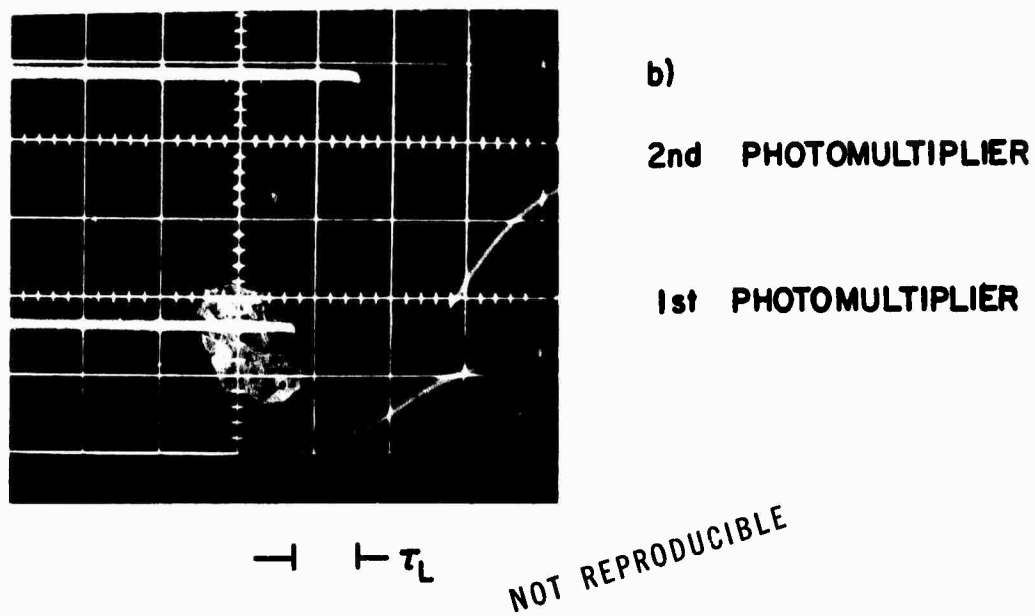 b)
2nd PHOTOMULTIPLIER
1st PHOTOMULTIPLIER
τL
NOT REPRODUCIBLE